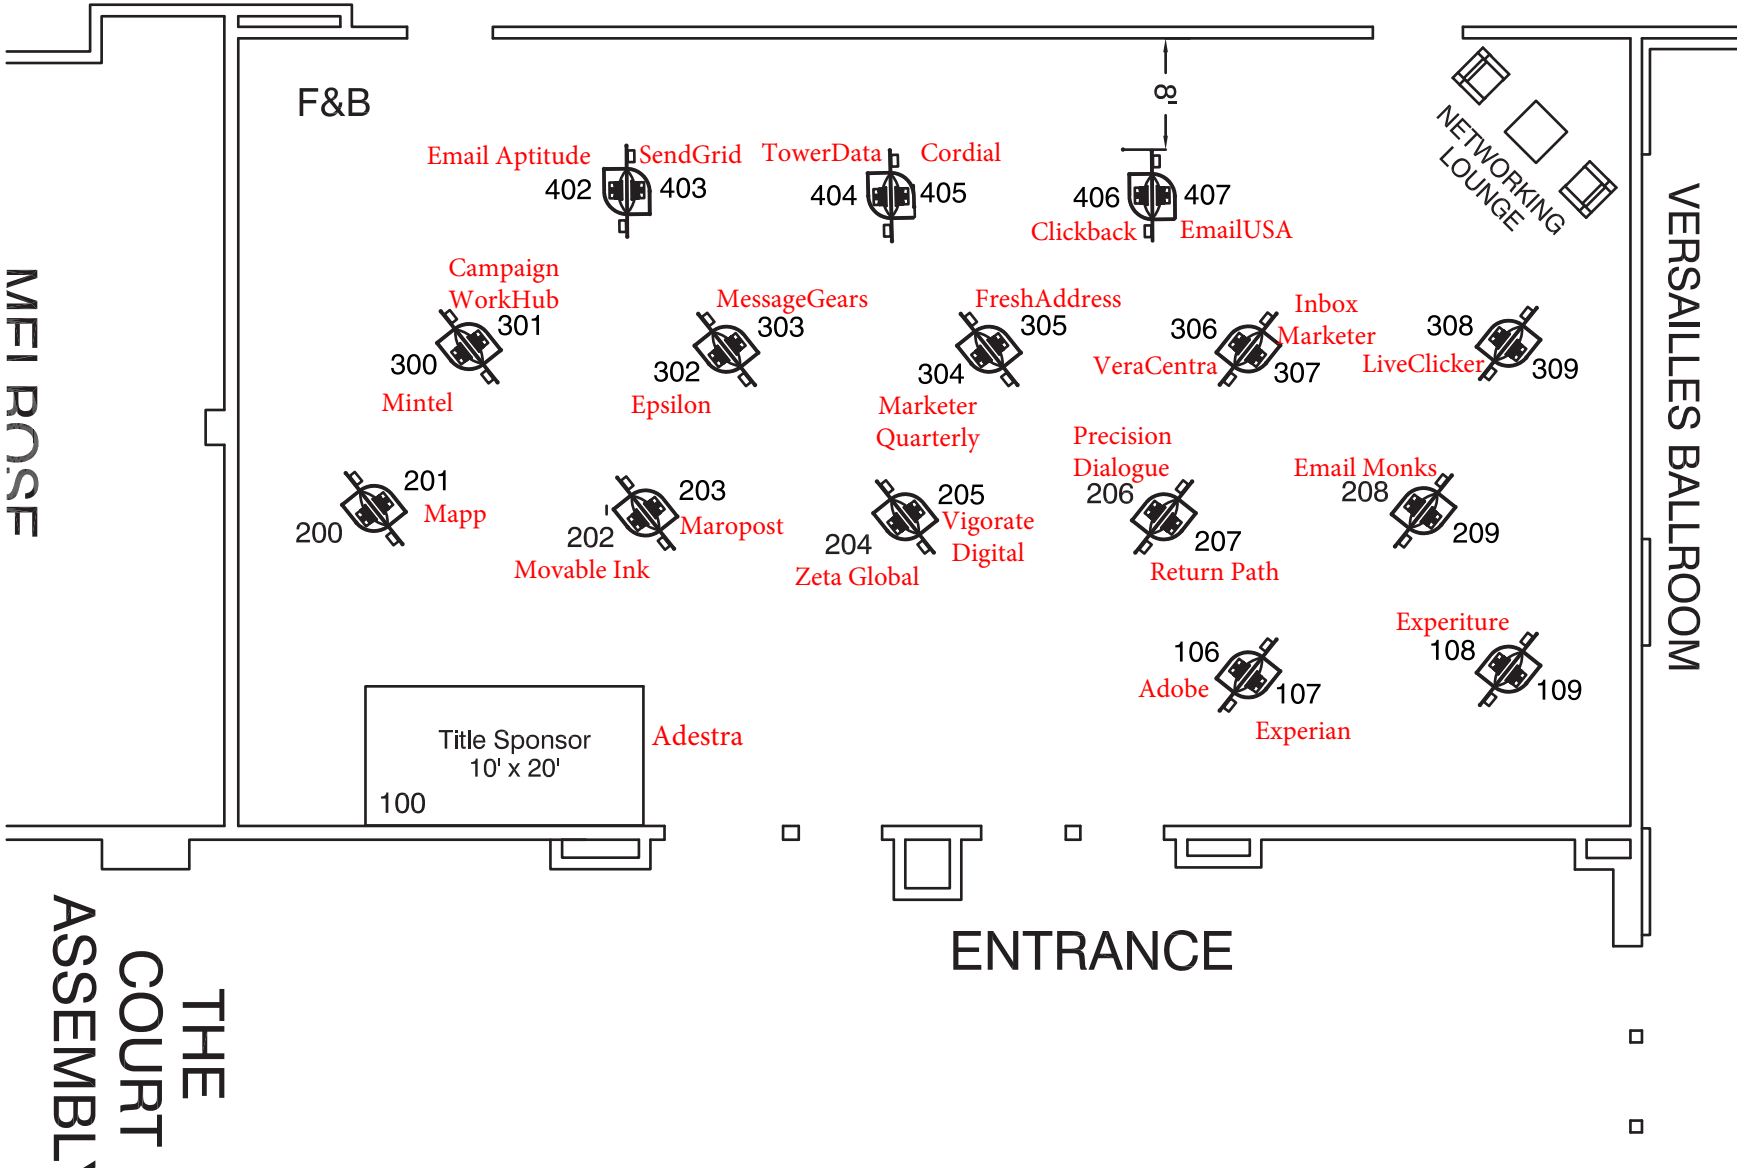 F&B
8'
NETWORKING
LOUNGE
Email Aptitude
SendGrid
TowerData
Cordial
402
403
404
405
406
407
Clickback
EmailUSA
Campaign
WorkHub
301
300
Mintel
MessageGears
303
302
Epsilon
FreshAddress
305
304
Marketer
Quarterly
Inbox
Marketer
306
307
VeraCentra
308
LiveClicker
309
201
Mapp
200
203
Maropost
202
Movable Ink
205
Vigorate
Digital
204
Zeta Global
Precision
Dialogue
206
207
Return Path
Email Monks
208
209
106
Adobe
107
Experian
Experiture
108
109
Title Sponsor
10' x 20'
100
Adestra
ENTRANCE
MELROSE
VERSAILLES BALLROOM
THE
COURT
ASSEMBLY